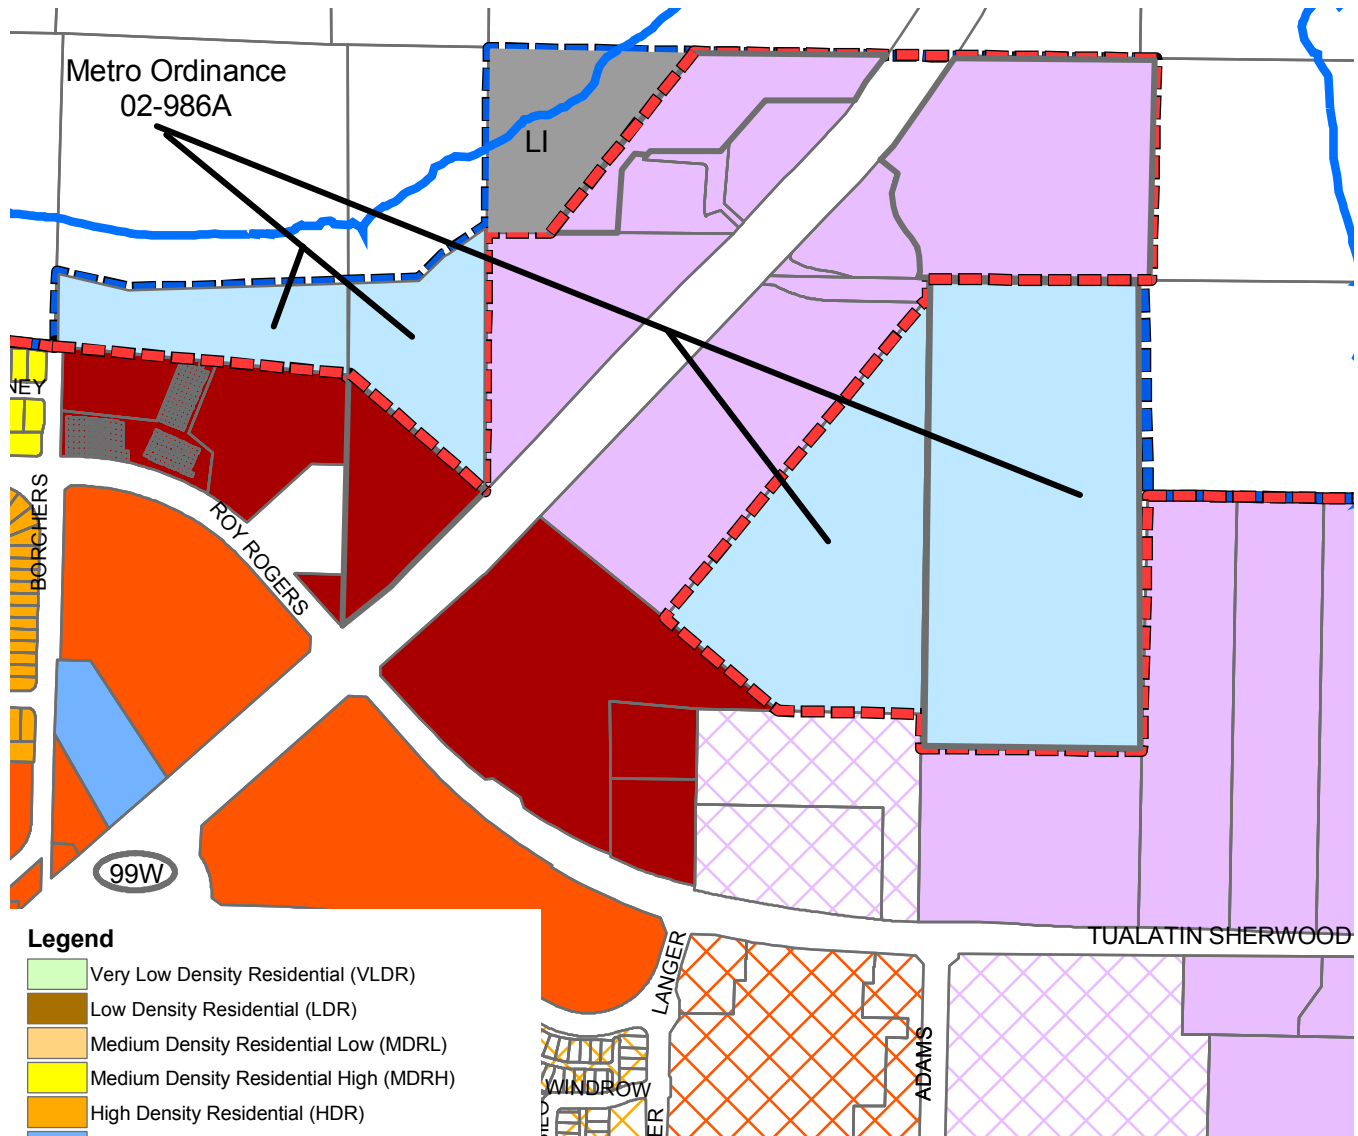 Metro Ordinance
02-986A
LI
NEY
BORCHERS
ROY ROGERS
99W
TUALATIN SHERWOOD
LANGER
ADAMS
WINDROW
ER
Legend
Very Low Density Residential (VLDR)
Low Density Residential (LDR)
Medium Density Residential Low (MDRL)
Medium Density Residential High (MDRH)
High Density Residential (HDR)